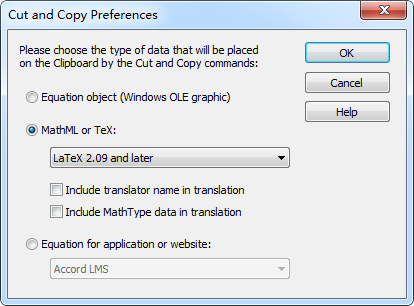 Cut and Copy Preferences
Please choose the type of data that will be placed
on the Clipboard by the Cut and Copy commands:
OK
Cancel
Help
Equation object (Windows OLE graphic)
MathML or TeX:
LaTeX 2.09 and later
Include translator name in translation
Include MathType data in translation
Equation for application or website:
Accord LMS